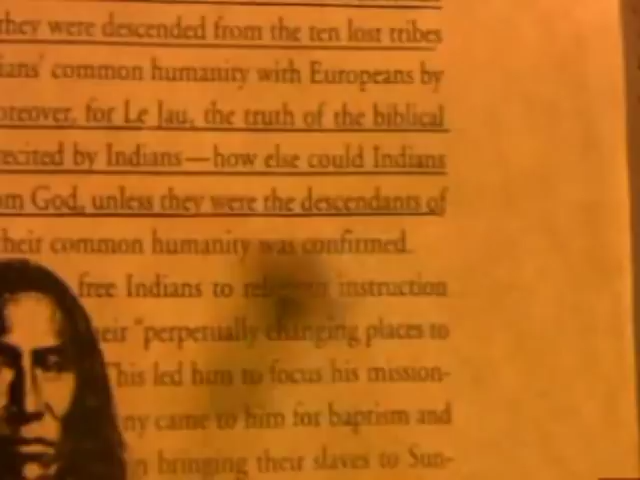 they were descended from the ten lost tribes
ians' common humanity with Europeans by
oreover, for Le Jau, the truth of the biblical
recited by Indians—how else could Indians
om God, unless they were the descendants of
their common humanity was confirmed.
free Indians to religious instruction
eir "perpetually changing places to
This led him to focus his mission-
ny came to him for baptism and
n bringing their slaves to Sun-